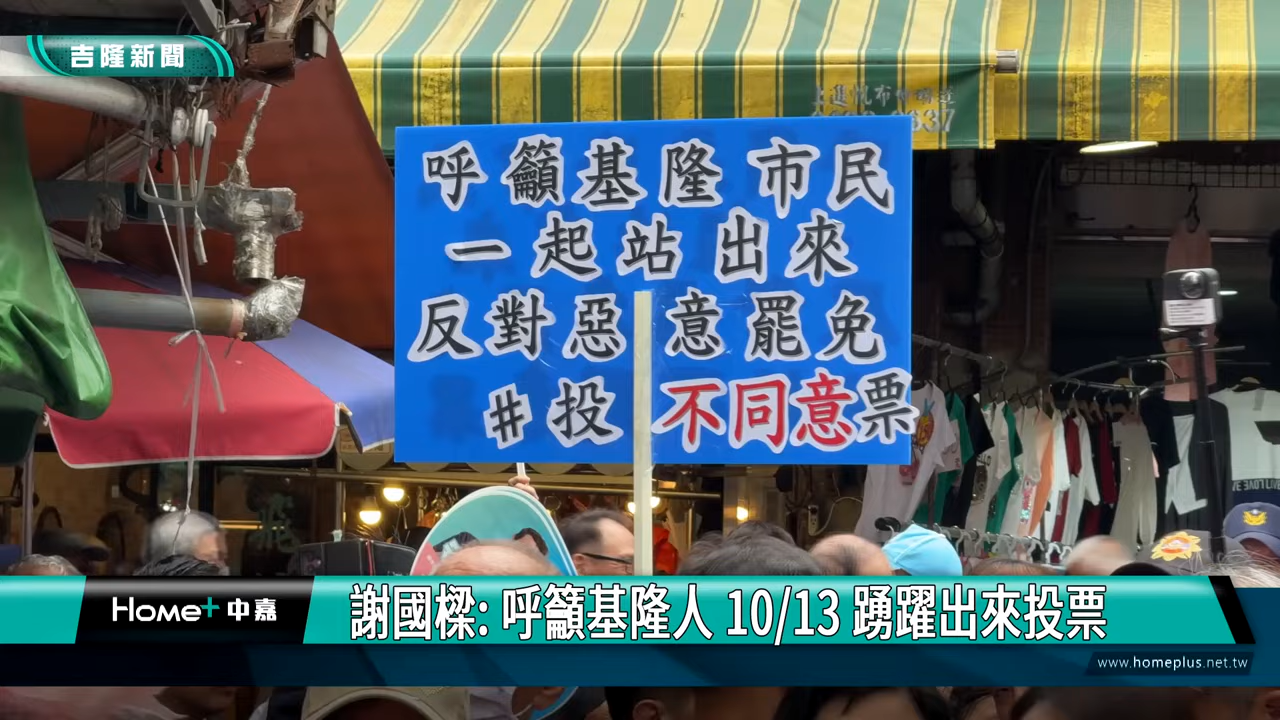 吉隆新聞
呼籲基隆市民
一起站出來
反對惡意罷免
#投不同意票
謝國樑: 呼籲基隆人 10/13 踴躍出來投票
Home+ 中嘉
www.homeplus.net.tw